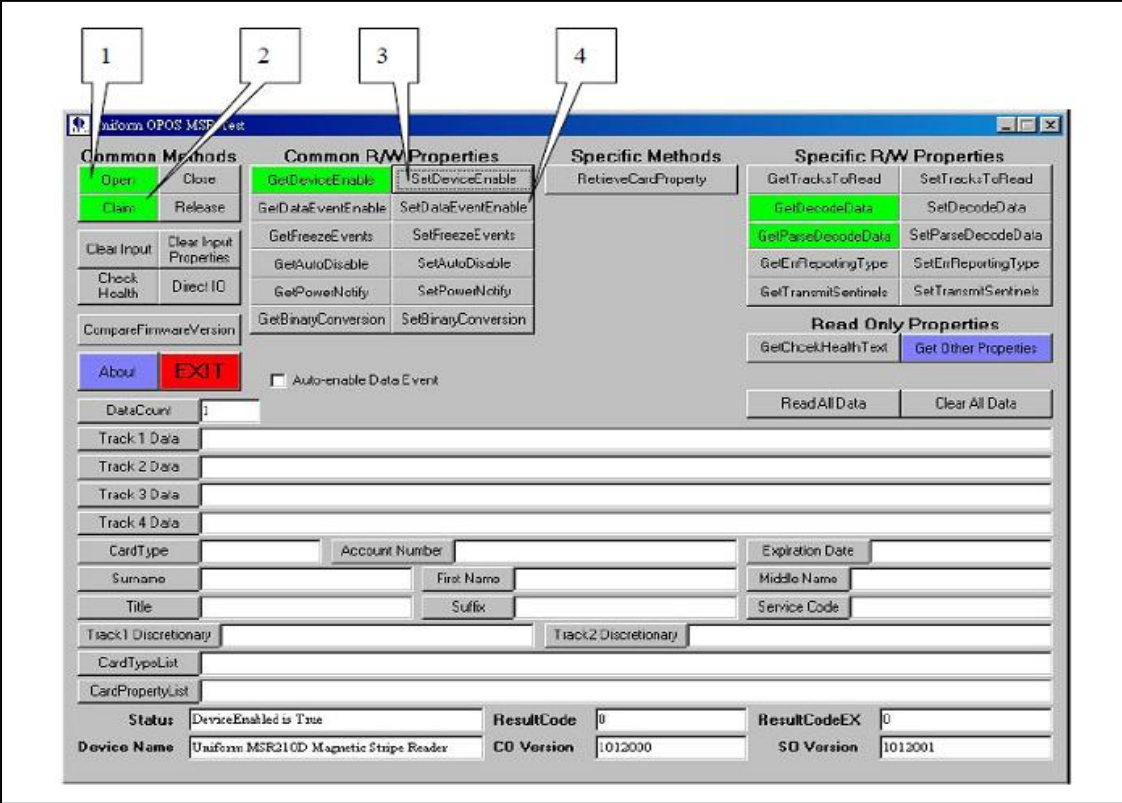 1 2 3 4
Uniform OPOS MSR Test
Common Methods Common R/W Properties Specific Methods Specific R/W Properties
Open Close GetDeviceEnable SetDeviceEnable RetrieveCardProperty GetTracksToRead SetTracksToRead
Claim Release GetDataEventEnable SetDataEventEnable GetDecodeData SetDecodeData
Clear Input Clear Input Properties GetFreezeEvents SetFreezeEvents GetParseDecodeData SetParseDecodeData
GetAutoDisable SetAutoDisable GetErrReportingType SetErrReportingType
Check Health Direct IO GetPowerNotify SetPowerNotify GetTransmitSentinels SetTransmitSentinels
CompareFirmwareVersion GetBinaryConversion SetBinaryConversion Read Only Properties
GetChcekHealthText Get Other Properties
About EXIT Auto-enable Data Event
DataCount 1 Read All Data Clear All Data
Track 1 Data
Track 2 Data
Track 3 Data
Track 4 Data
CardType Account Number Expiration Date
Surname First Name Middle Name
Title Suffix Service Code
Track1 Discretionary Track2 Discretionary
CardTypeList
CardPropertyList
Status DeviceEnabled is True ResultCode 0 ResultCodeEX 0
Device Name Uniform MSR210D Magnetic Stripe Reader CO Version 1012000 SO Version 1012001